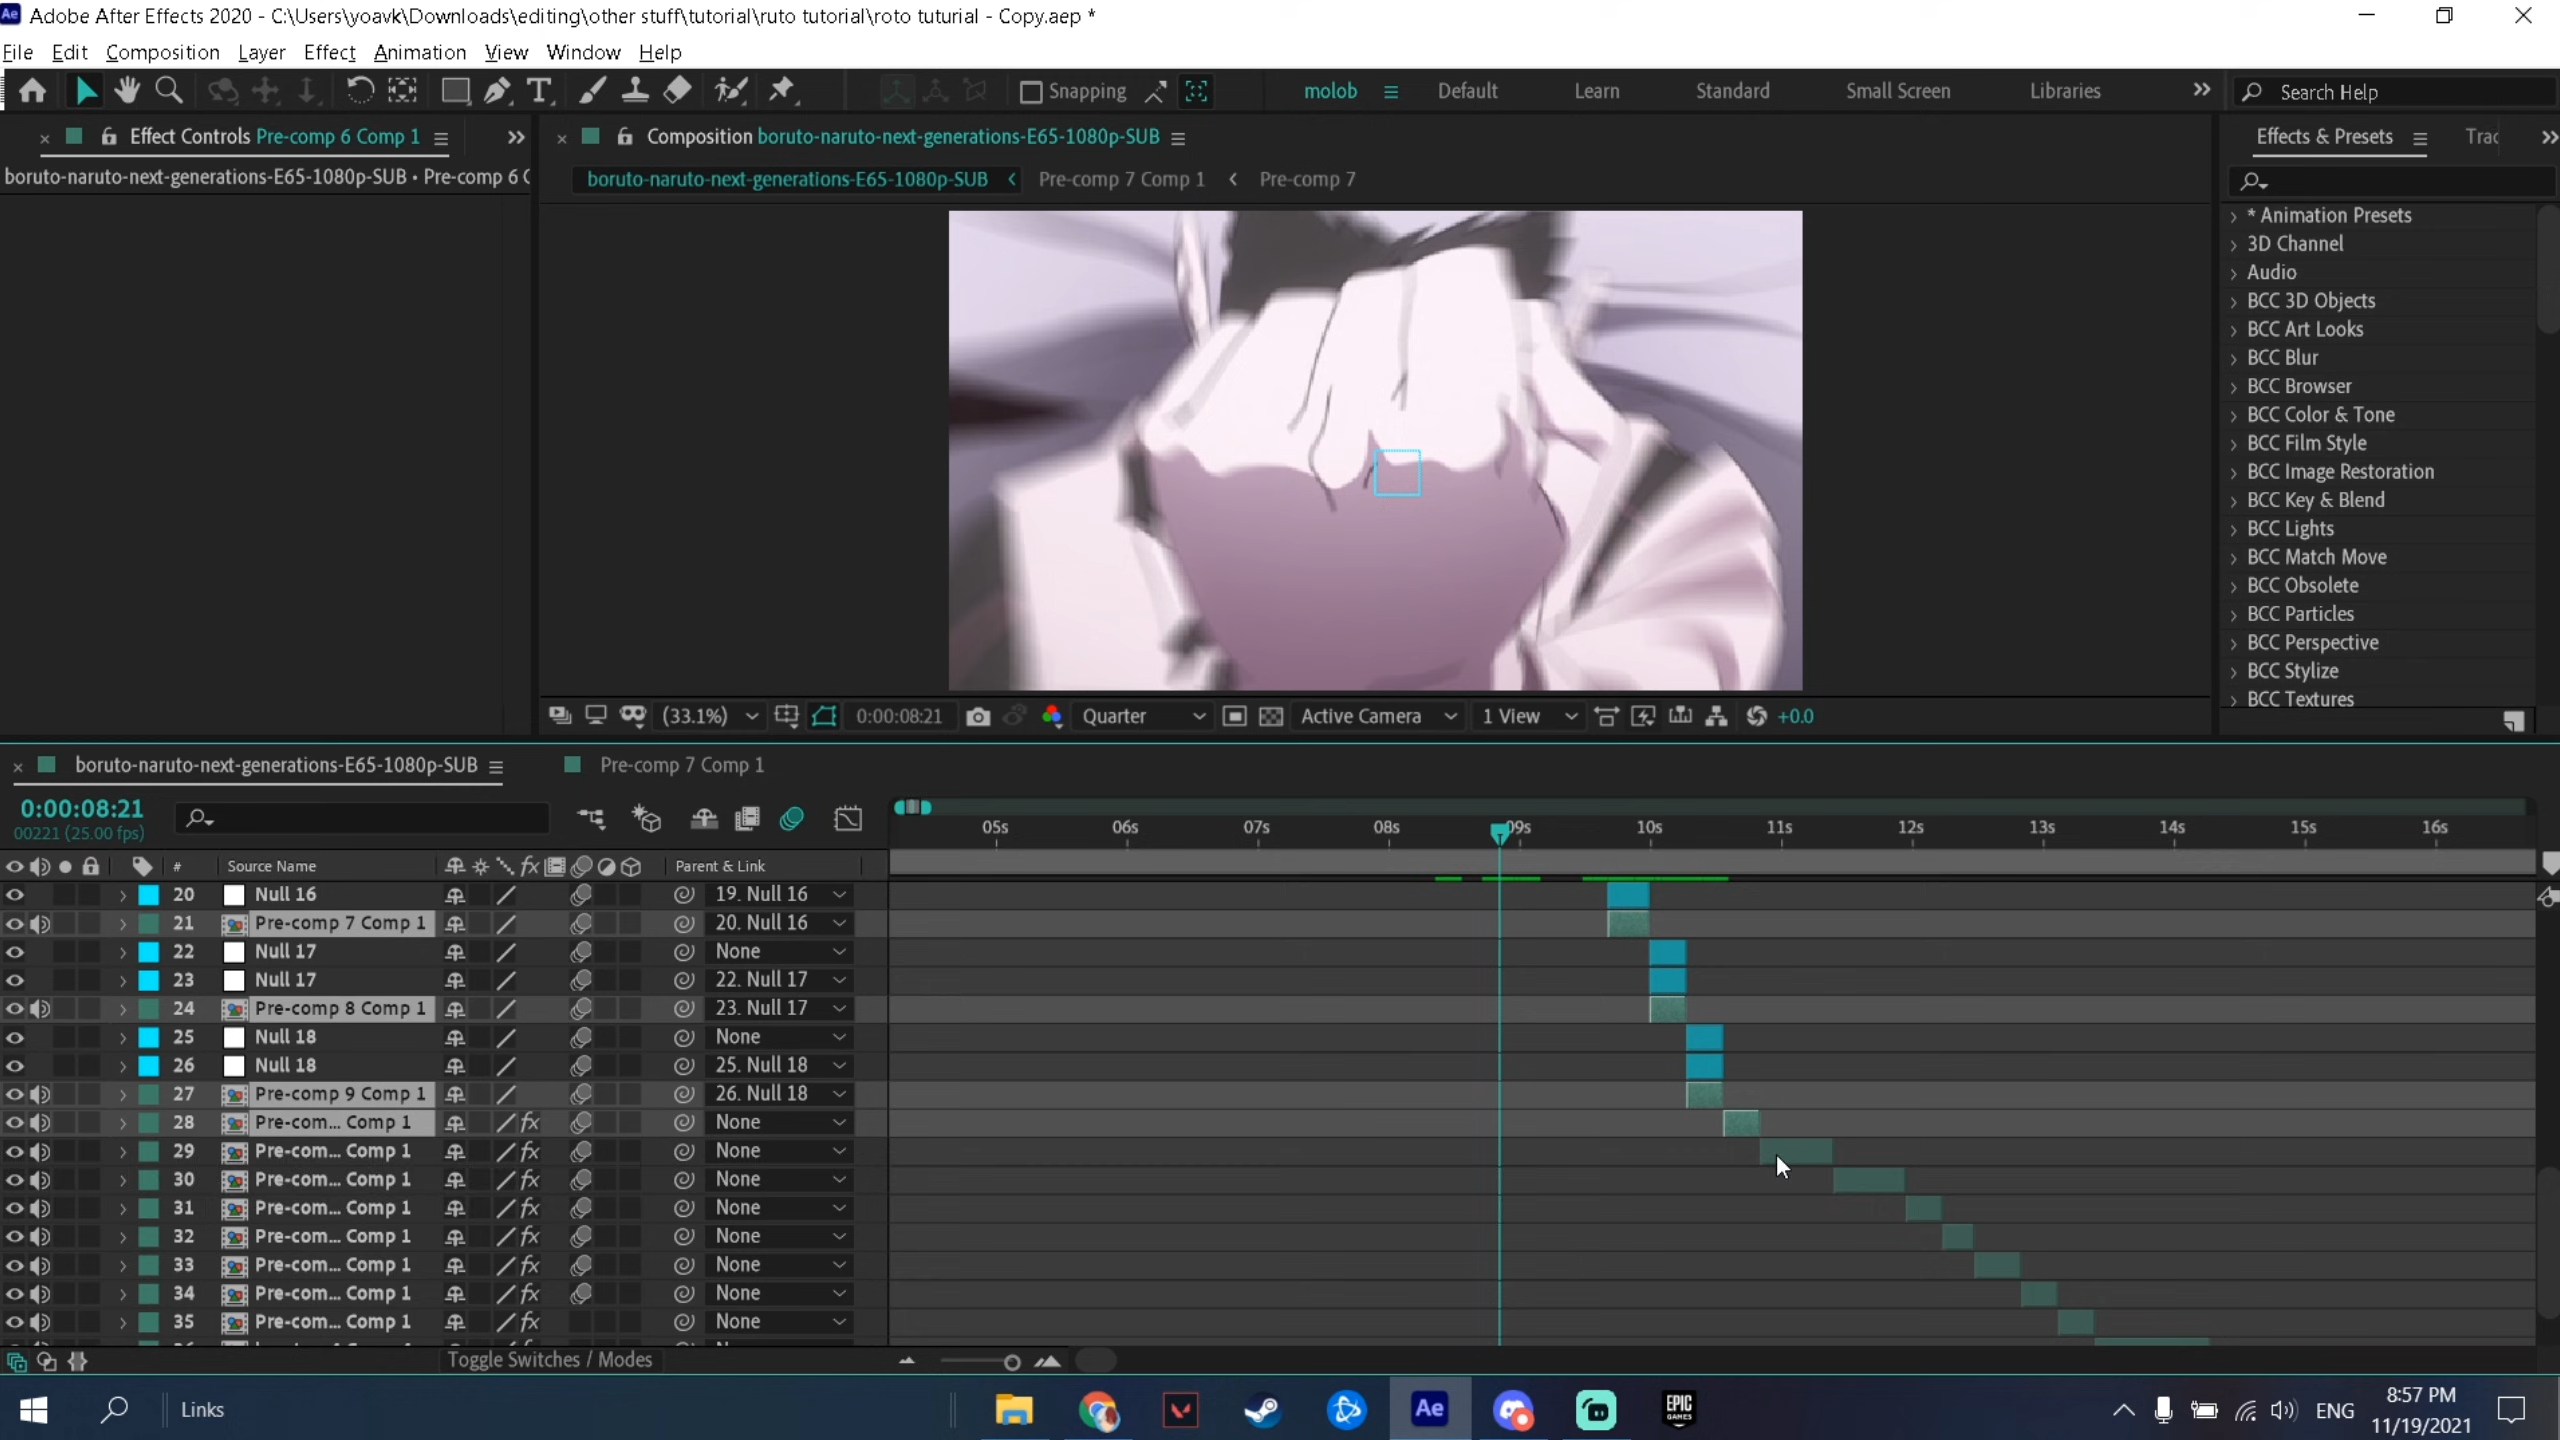 Ae Adobe After Effects 2020 - C:\Users\yoavk\Downloads\editing\other stuff\tutorial\ruto tutorial\roto tuturial - Copy.aep *
File Edit Composition Layer Effect Animation View Window Help
Snapping molob Default Learn Standard Small Screen Libraries Search Help
Effect Controls Pre-comp 6 Comp 1
boruto-naruto-next-generations-E65-1080p-SUB • Pre-comp 6 C
Composition boruto-naruto-next-generations-E65-1080p-SUB
boruto-naruto-next-generations-E65-1080p-SUB Pre-comp 7 Comp 1 Pre-comp 7
Effects & Presets Trac
* Animation Presets
3D Channel
Audio
BCC 3D Objects
BCC Art Looks
BCC Blur
BCC Browser
BCC Color & Tone
BCC Film Style
BCC Image Restoration
BCC Key & Blend
BCC Lights
BCC Match Move
BCC Obsolete
BCC Particles
BCC Perspective
BCC Stylize
BCC Textures
(33.1%) 0:00:08:21 Quarter Active Camera 1 View +0.0
boruto-naruto-next-generations-E65-1080p-SUB Pre-comp 7 Comp 1
0:00:08:21
00221 (25.00 fps)
05s 06s 07s 08s 09s 10s 11s 12s 13s 14s 15s 16s
# Source Name fx Parent & Link
20 Null 16 19. Null 16
21 Pre-comp 7 Comp 1 20. Null 16
22 Null 17 None
23 Null 17 22. Null 17
24 Pre-comp 8 Comp 1 23. Null 17
25 Null 18 None
26 Null 18 25. Null 18
27 Pre-comp 9 Comp 1 26. Null 18
28 Pre-com... Comp 1 fx None
29 Pre-com... Comp 1 fx None
30 Pre-com... Comp 1 fx None
31 Pre-com... Comp 1 fx None
32 Pre-com... Comp 1 fx None
33 Pre-com... Comp 1 fx None
34 Pre-com... Comp 1 fx None
35 Pre-com... Comp 1 fx None
Toggle Switches / Modes
Links Ae EPIC GAMES ENG 8:57 PM
11/19/2021